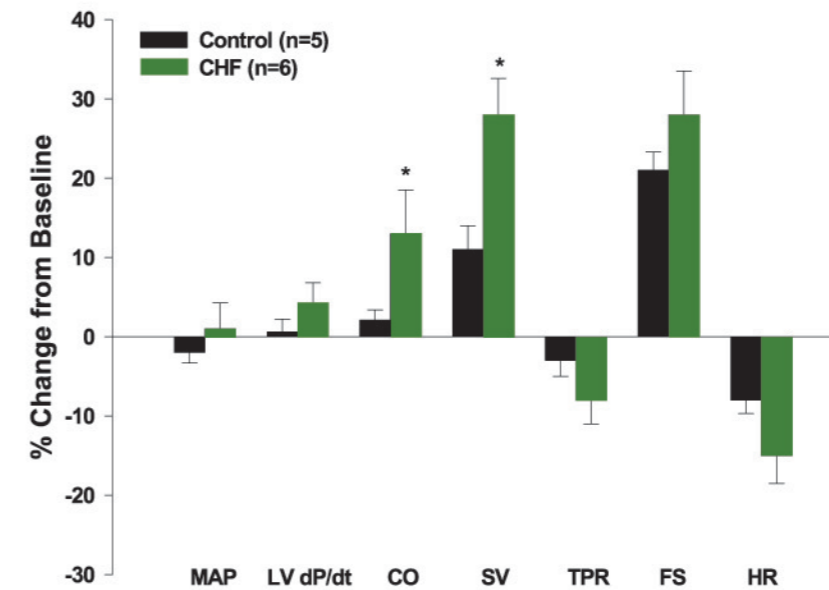 % Change from Baseline
40
30
20
10
0
-10
-20
-30
Control (n=5)
CHF (n=6)
*
*
MAP LV dP/dt CO SV TPR FS HR